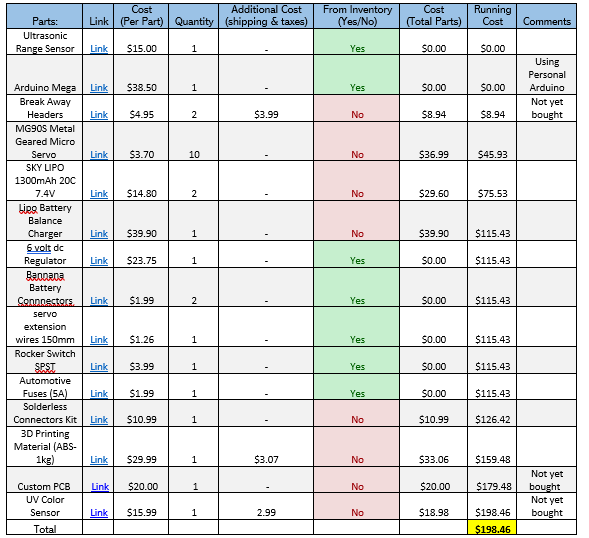 Parts: Link Cost (Per Part) Quantity Additional Cost (shipping & taxes) From Inventory (Yes/No) Cost (Total Parts) Running Cost Comments
Ultrasonic Range Sensor Link $15.00 1 - Yes $0.00 $0.00
Arduino Mega Link $38.50 1 - Yes $0.00 $0.00 Using Personal Arduino
Break Away Headers Link $4.95 2 $3.99 No $8.94 $8.94 Not yet bought
MG90S Metal Geared Micro Servo Link $3.70 10 - No $36.99 $45.93
SKY LIPO 1300mAh 20C 7.4V Link $14.80 2 - No $29.60 $75.53
Lipo Battery Balance Charger Link $39.90 1 - No $39.90 $115.43
6 volt dc Regulator Link $23.75 1 - Yes $0.00 $115.43
Bannana Battery Connnectors Link $1.99 2 - Yes $0.00 $115.43
servo extension wires 150mm Link $1.26 1 - Yes $0.00 $115.43
Rocker Switch SPST Link $3.99 1 - Yes $0.00 $115.43
Automotive Fuses (5A) Link $1.99 1 - Yes $0.00 $115.43
Solderless Connectors Kit Link $10.99 1 - No $10.99 $126.42
3D Printing Material (ABS-1kg) Link $29.99 1 $3.07 No $33.06 $159.48
Custom PCB Link $20.00 1 - No $20.00 $179.48 Not yet bought
UV Color Sensor Link $15.99 1 2.99 No $18.98 $198.46 Not yet bought
Total $198.46